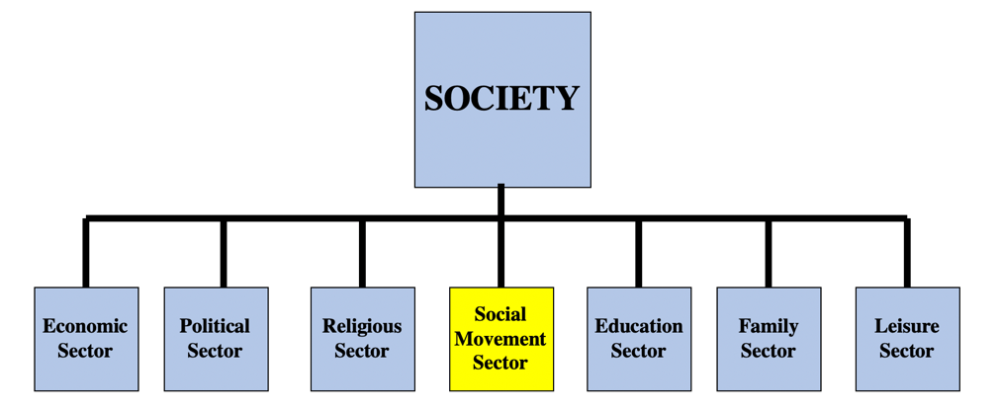 SOCIETY
Economic
Sector
Political
Sector
Religious
Sector
Social
Movement
Sector
Education
Sector
Family
Sector
Leisure
Sector